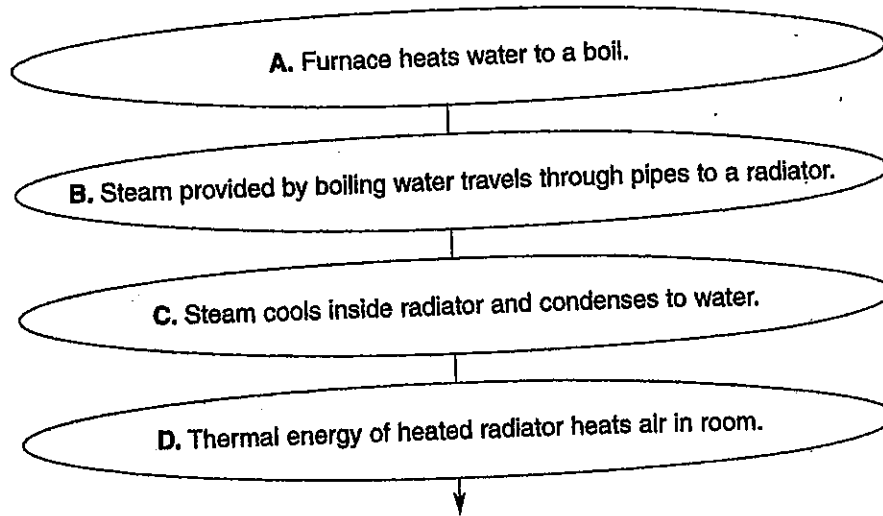 A. Furnace heats water to a boil.
B. Steam provided by boiling water travels through pipes to a radiator.
C. Steam cools inside radiator and condenses to water.
D. Thermal energy of heated radiator heats air in room.